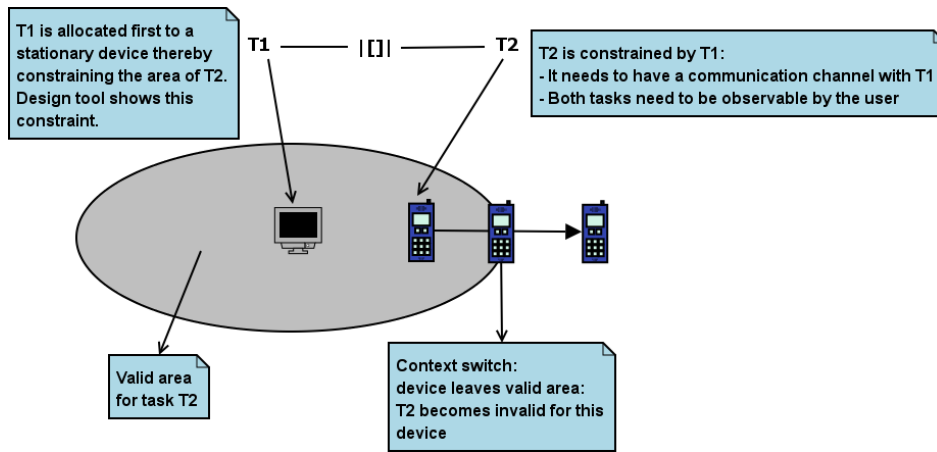 T1 is allocated first to a
stationary device thereby
constraining the area of T2.
Design tool shows this
constraint.
T1
|[]|
T2
T2 is constrained by T1:
- It needs to have a communication channel with T1
- Both tasks need to be observable by the user
Valid area
for task T2
Context switch:
device leaves valid area:
T2 becomes invalid for this
device